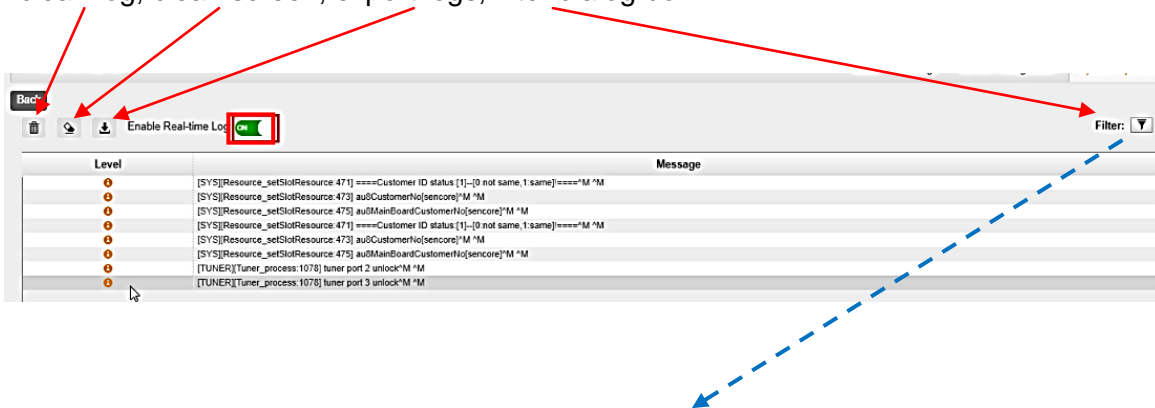 Back
Enable Real-time Log ON
Filter:
Level Message
[SYS][Resource_setSlotResource:471] ====Customer ID status:[1]--[0:not same,1:same]!====^M ^M
[SYS][Resource_setSlotResource:473] au8CustomerNo[sencore]^M ^M
[SYS][Resource_setSlotResource:475] au8MainBoardCustomerNo[sencore]^M ^M
[SYS][Resource_setSlotResource:471] ====Customer ID status:[1]--[0:not same,1:same]!====^M ^M
[SYS][Resource_setSlotResource:473] au8CustomerNo[sencore]^M ^M
[SYS][Resource_setSlotResource:475] au8MainBoardCustomerNo[sencore]^M ^M
[TUNER][Tuner_process:1078] tuner port 2 unlock^M ^M
[TUNER][Tuner_process:1078] tuner port 3 unlock^M ^M